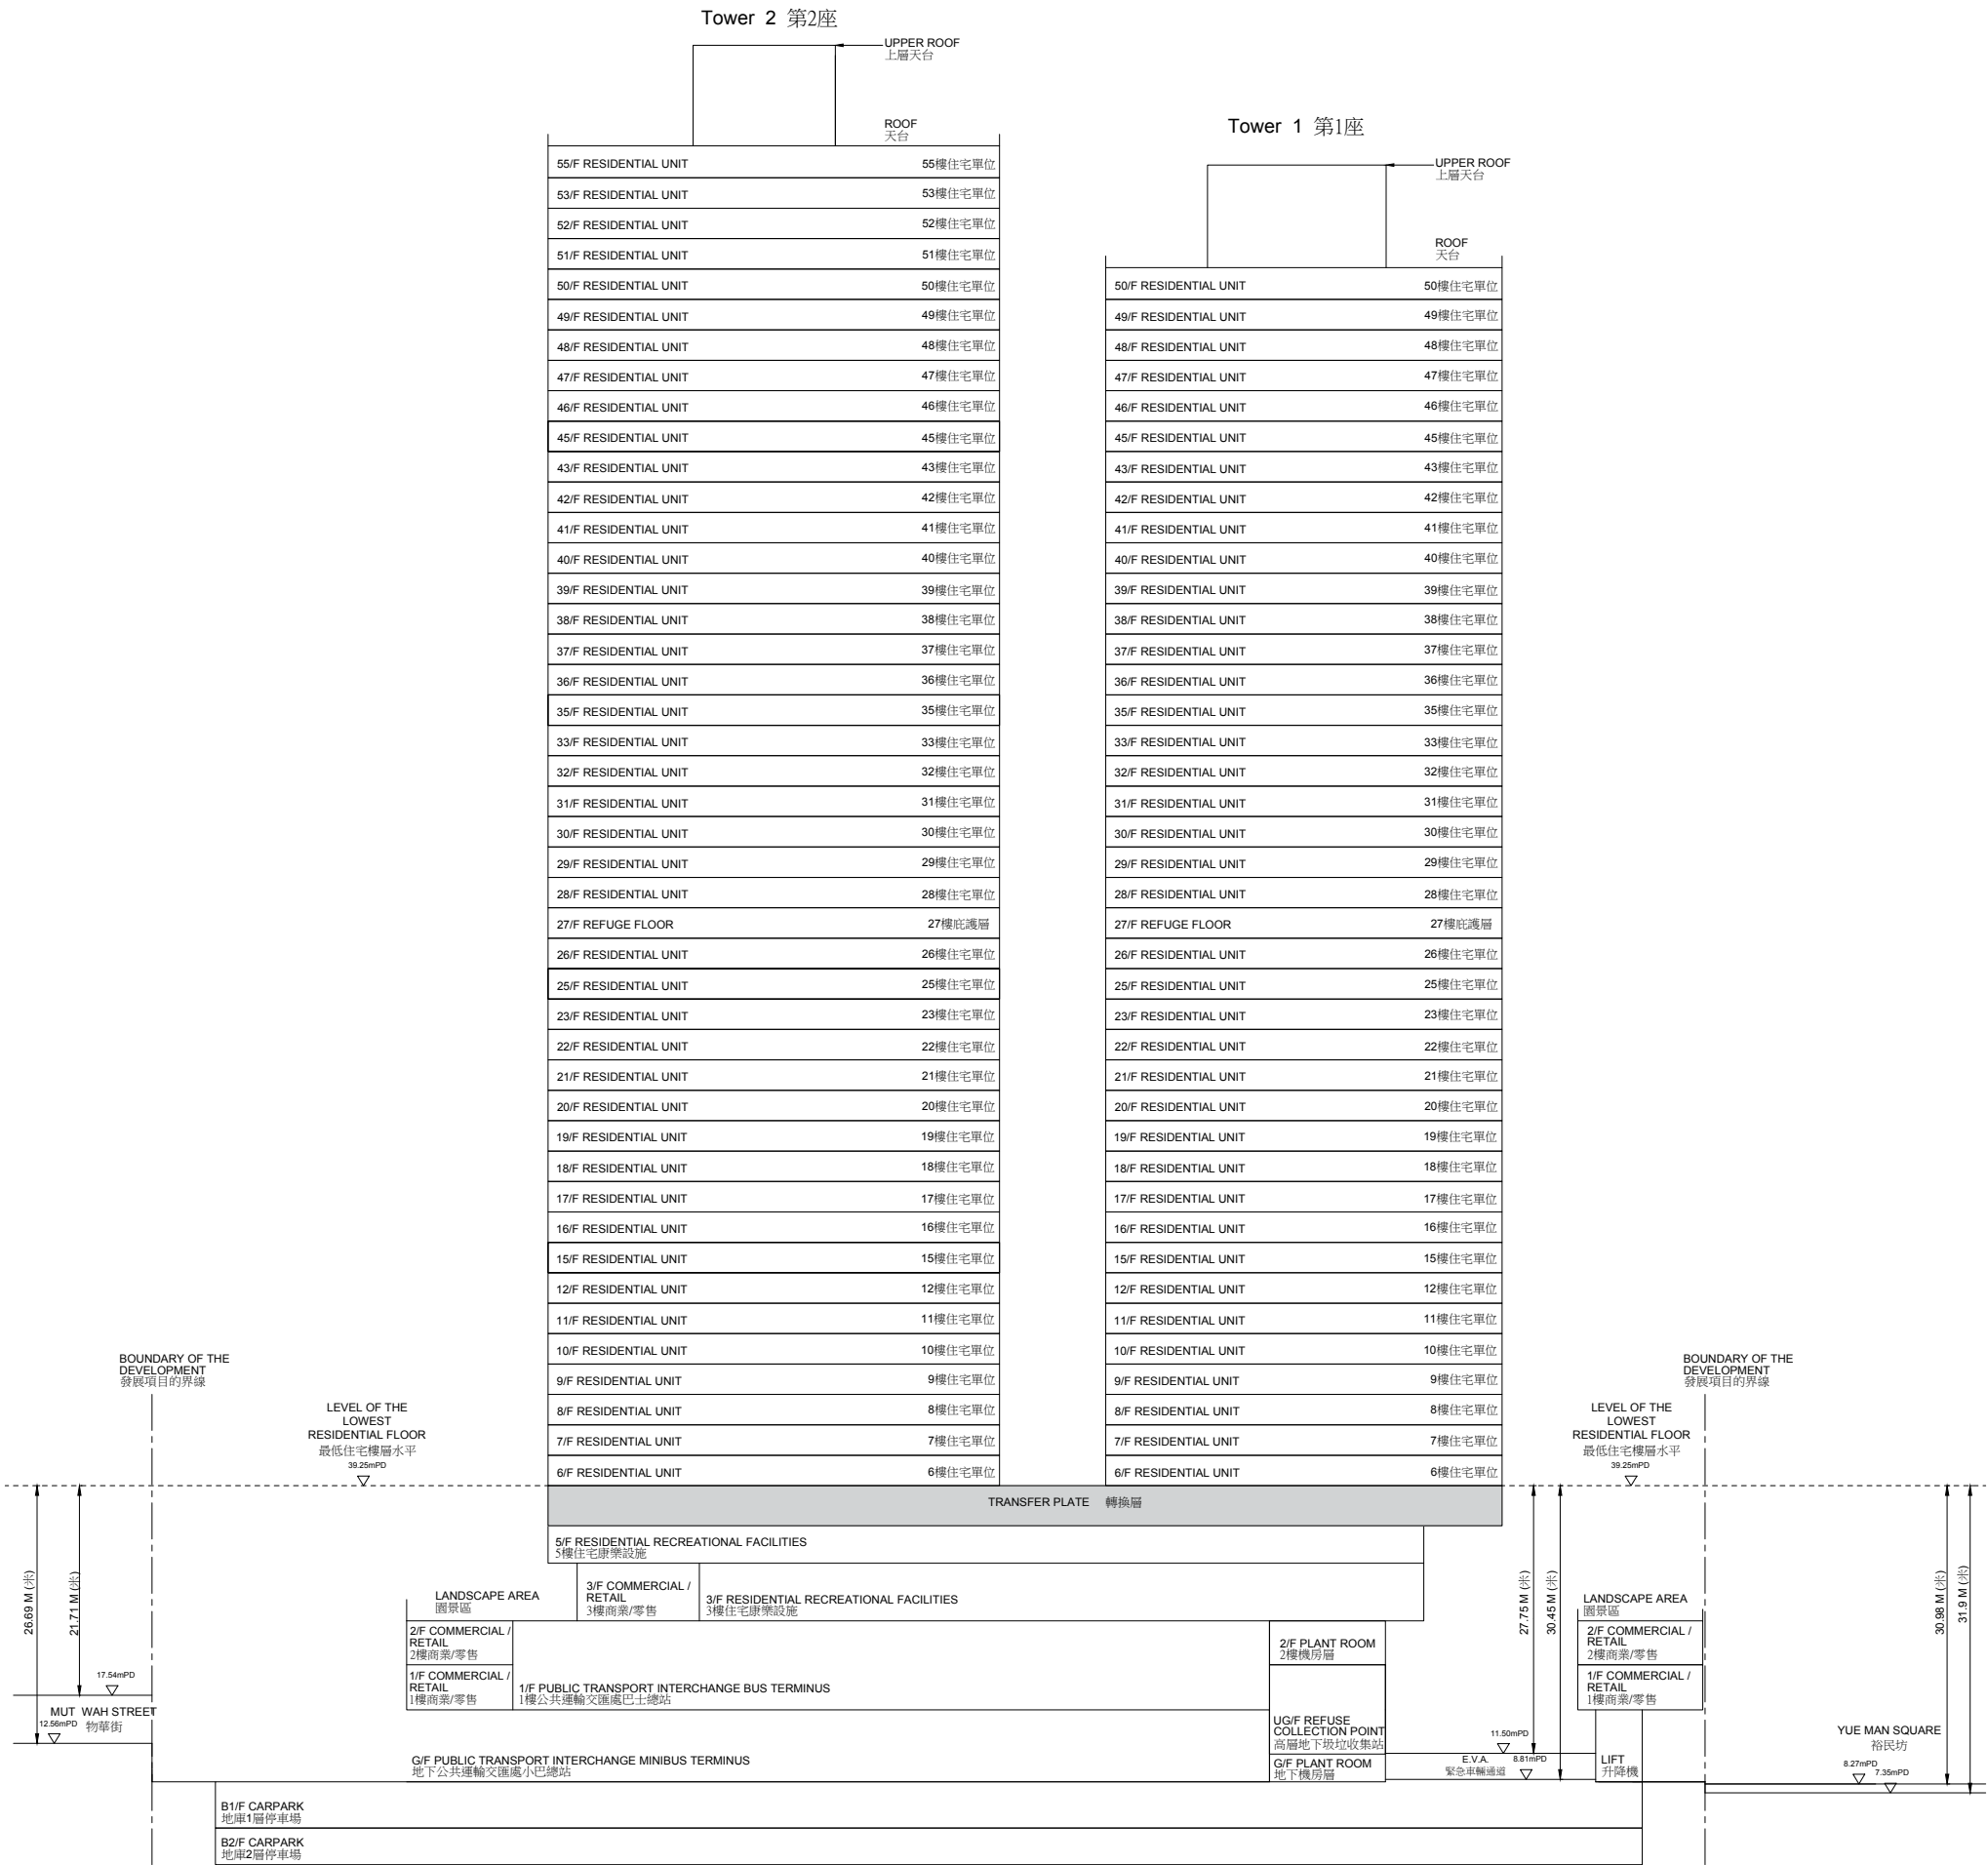 Tower 2 第2座
UPPER ROOF
上層天台
ROOF
天台
Tower 1 第1座
UPPER ROOF
上層天台
ROOF
天台
55/F RESIDENTIAL UNIT 55樓住宅單位
53/F RESIDENTIAL UNIT 53樓住宅單位
52/F RESIDENTIAL UNIT 52樓住宅單位
51/F RESIDENTIAL UNIT 51樓住宅單位
50/F RESIDENTIAL UNIT 50樓住宅單位
49/F RESIDENTIAL UNIT 49樓住宅單位
48/F RESIDENTIAL UNIT 48樓住宅單位
47/F RESIDENTIAL UNIT 47樓住宅單位
46/F RESIDENTIAL UNIT 46樓住宅單位
45/F RESIDENTIAL UNIT 45樓住宅單位
43/F RESIDENTIAL UNIT 43樓住宅單位
42/F RESIDENTIAL UNIT 42樓住宅單位
41/F RESIDENTIAL UNIT 41樓住宅單位
40/F RESIDENTIAL UNIT 40樓住宅單位
39/F RESIDENTIAL UNIT 39樓住宅單位
38/F RESIDENTIAL UNIT 38樓住宅單位
37/F RESIDENTIAL UNIT 37樓住宅單位
36/F RESIDENTIAL UNIT 36樓住宅單位
35/F RESIDENTIAL UNIT 35樓住宅單位
33/F RESIDENTIAL UNIT 33樓住宅單位
32/F RESIDENTIAL UNIT 32樓住宅單位
31/F RESIDENTIAL UNIT 31樓住宅單位
30/F RESIDENTIAL UNIT 30樓住宅單位
29/F RESIDENTIAL UNIT 29樓住宅單位
28/F RESIDENTIAL UNIT 28樓住宅單位
27/F REFUGE FLOOR 27樓庇護層
26/F RESIDENTIAL UNIT 26樓住宅單位
25/F RESIDENTIAL UNIT 25樓住宅單位
23/F RESIDENTIAL UNIT 23樓住宅單位
22/F RESIDENTIAL UNIT 22樓住宅單位
21/F RESIDENTIAL UNIT 21樓住宅單位
20/F RESIDENTIAL UNIT 20樓住宅單位
19/F RESIDENTIAL UNIT 19樓住宅單位
18/F RESIDENTIAL UNIT 18樓住宅單位
17/F RESIDENTIAL UNIT 17樓住宅單位
16/F RESIDENTIAL UNIT 16樓住宅單位
15/F RESIDENTIAL UNIT 15樓住宅單位
12/F RESIDENTIAL UNIT 12樓住宅單位
11/F RESIDENTIAL UNIT 11樓住宅單位
10/F RESIDENTIAL UNIT 10樓住宅單位
9/F RESIDENTIAL UNIT 9樓住宅單位
8/F RESIDENTIAL UNIT 8樓住宅單位
7/F RESIDENTIAL UNIT 7樓住宅單位
6/F RESIDENTIAL UNIT 6樓住宅單位
50/F RESIDENTIAL UNIT 50樓住宅單位
49/F RESIDENTIAL UNIT 49樓住宅單位
48/F RESIDENTIAL UNIT 48樓住宅單位
47/F RESIDENTIAL UNIT 47樓住宅單位
46/F RESIDENTIAL UNIT 46樓住宅單位
45/F RESIDENTIAL UNIT 45樓住宅單位
43/F RESIDENTIAL UNIT 43樓住宅單位
42/F RESIDENTIAL UNIT 42樓住宅單位
41/F RESIDENTIAL UNIT 41樓住宅單位
40/F RESIDENTIAL UNIT 40樓住宅單位
39/F RESIDENTIAL UNIT 39樓住宅單位
38/F RESIDENTIAL UNIT 38樓住宅單位
37/F RESIDENTIAL UNIT 37樓住宅單位
36/F RESIDENTIAL UNIT 36樓住宅單位
35/F RESIDENTIAL UNIT 35樓住宅單位
33/F RESIDENTIAL UNIT 33樓住宅單位
32/F RESIDENTIAL UNIT 32樓住宅單位
31/F RESIDENTIAL UNIT 31樓住宅單位
30/F RESIDENTIAL UNIT 30樓住宅單位
29/F RESIDENTIAL UNIT 29樓住宅單位
28/F RESIDENTIAL UNIT 28樓住宅單位
27/F REFUGE FLOOR 27樓庇護層
26/F RESIDENTIAL UNIT 26樓住宅單位
25/F RESIDENTIAL UNIT 25樓住宅單位
23/F RESIDENTIAL UNIT 23樓住宅單位
22/F RESIDENTIAL UNIT 22樓住宅單位
21/F RESIDENTIAL UNIT 21樓住宅單位
20/F RESIDENTIAL UNIT 20樓住宅單位
19/F RESIDENTIAL UNIT 19樓住宅單位
18/F RESIDENTIAL UNIT 18樓住宅單位
17/F RESIDENTIAL UNIT 17樓住宅單位
16/F RESIDENTIAL UNIT 16樓住宅單位
15/F RESIDENTIAL UNIT 15樓住宅單位
12/F RESIDENTIAL UNIT 12樓住宅單位
11/F RESIDENTIAL UNIT 11樓住宅單位
10/F RESIDENTIAL UNIT 10樓住宅單位
9/F RESIDENTIAL UNIT 9樓住宅單位
8/F RESIDENTIAL UNIT 8樓住宅單位
7/F RESIDENTIAL UNIT 7樓住宅單位
6/F RESIDENTIAL UNIT 6樓住宅單位
BOUNDARY OF THE
DEVELOPMENT
發展項目的界線
LEVEL OF THE
LOWEST
RESIDENTIAL FLOOR
最低住宅樓層水平
39.25mPD
BOUNDARY OF THE
DEVELOPMENT
發展項目的界線
LEVEL OF THE
LOWEST
RESIDENTIAL FLOOR
最低住宅樓層水平
39.25mPD
TRANSFER PLATE 轉換層
5/F RESIDENTIAL RECREATIONAL FACILITIES
5樓住宅康樂設施
3/F COMMERCIAL /
RETAIL
3樓商業/零售
3/F RESIDENTIAL RECREATIONAL FACILITIES
3樓住宅康樂設施
LANDSCAPE AREA
園景區
2/F COMMERCIAL /
RETAIL
2樓商業/零售
1/F COMMERCIAL /
RETAIL
1樓商業/零售
1/F PUBLIC TRANSPORT INTERCHANGE BUS TERMINUS
1樓公共運輸交匯處巴士總站
2/F PLANT ROOM
2樓機房層
UG/F REFUSE
COLLECTION POINT
高層地下垃圾收集站
G/F PLANT ROOM
地下機房層
G/F PUBLIC TRANSPORT INTERCHANGE MINIBUS TERMINUS
地下公共運輸交匯處小巴總站
26.69 M (米)
21.71 M (米)
17.54mPD
MUT WAH STREET
物華街
12.56mPD
27.75 M (米)
30.45 M (米)
11.50mPD
E.V.A.
緊急車輛通道
8.81mPD
LANDSCAPE AREA
園景區
2/F COMMERCIAL /
RETAIL
2樓商業/零售
1/F COMMERCIAL /
RETAIL
1樓商業/零售
LIFT
升降機
30.98 M (米)
31.9 M (米)
YUE MAN SQUARE
裕民坊
8.27mPD
7.35mPD
B1/F CARPARK
地庫1層停車場
B2/F CARPARK
地庫2層停車場